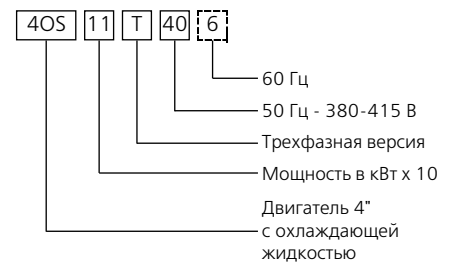 4OS 11 T 40 6
60 Гц
50 Гц - 380-415 В
Трехфазная версия
Мощность в кВт x 10
Двигатель 4"
с охлаждающей
жидкостью